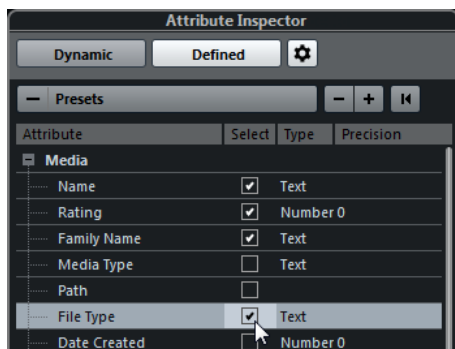 Attribute Inspector
Dynamic Defined
Presets
Attribute Select Type Precision
Media
Name Text
Rating Number 0
Family Name Text
Media Type Text
Path
File Type Text
Date Created Number 0